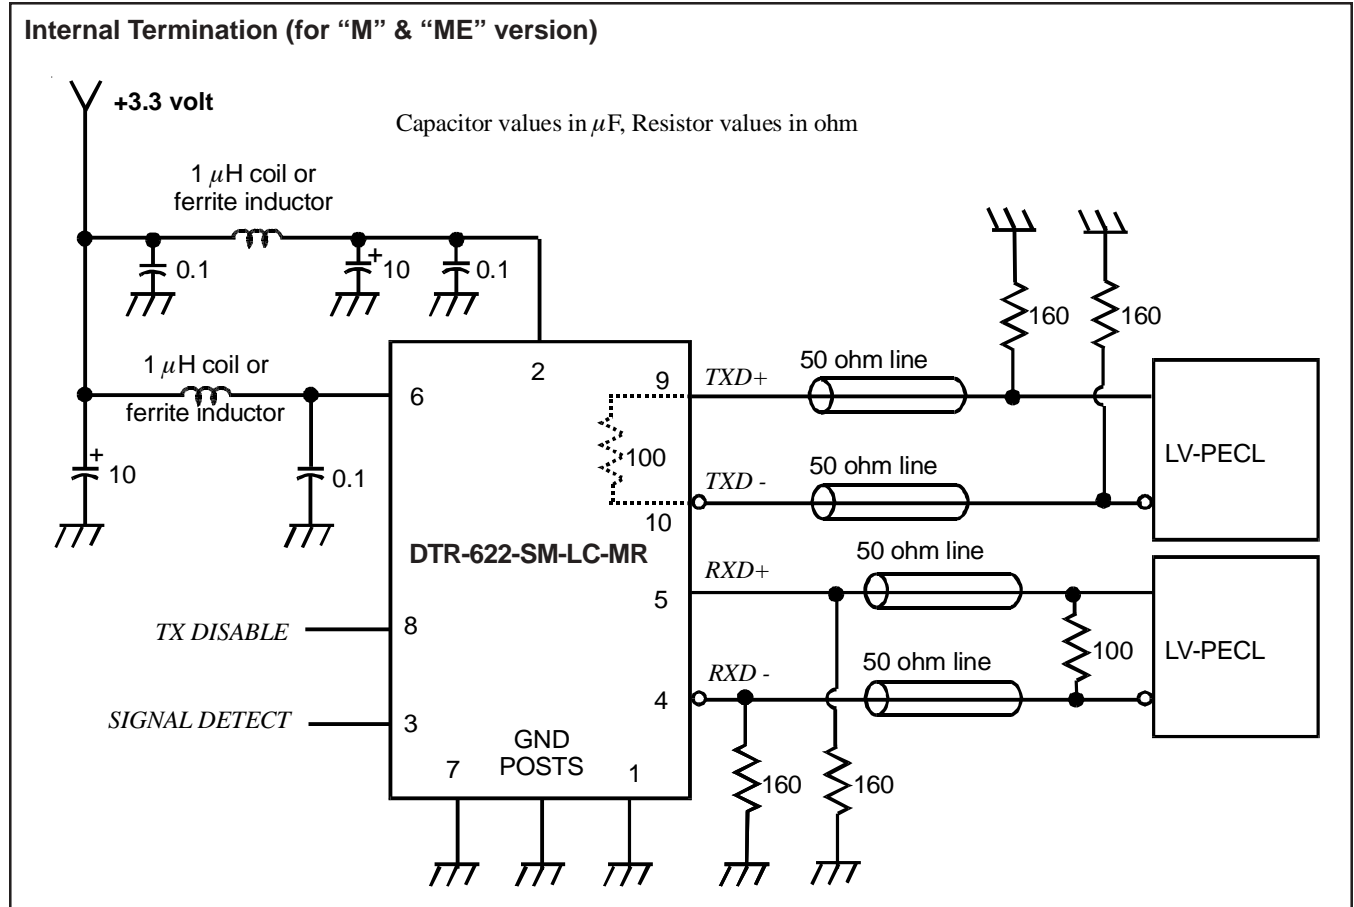 Internal Termination (for “M” & “ME” version)
+3.3 volt
Capacitor values in μF, Resistor values in ohm
1 μH coil or
ferrite inductor
0.1
+
10
0.1
160
160
1 μH coil or
ferrite inductor
+
10
0.1
6
2
9
TXD+
50 ohm line
100
LV-PECL
TXD -
50 ohm line
10
DTR-622-SM-LC-MR
RXD+
50 ohm line
5
TX DISABLE
8
100
LV-PECL
RXD -
50 ohm line
4
SIGNAL DETECT
3
GND
POSTS
7
1
160
160